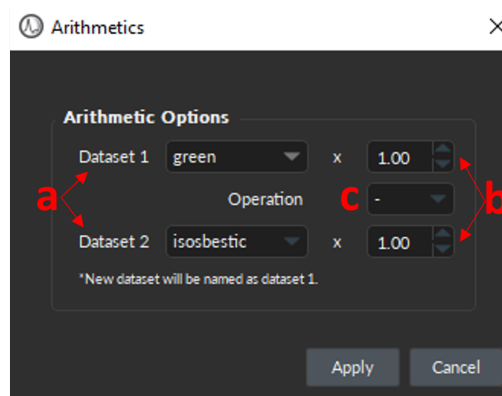 Arithmetics
Arithmetic Options
Dataset 1 green x 1.00
a Operation c - b
Dataset 2 isosbestic x 1.00
*New dataset will be named as dataset 1.
Apply Cancel